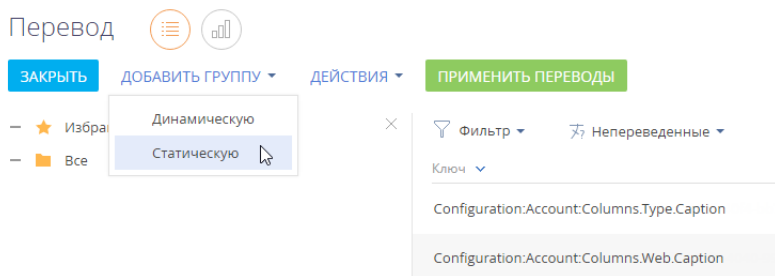 Перевод
ЗАКРЫТЬ ДОБАВИТЬ ГРУППУ ДЕЙСТВИЯ ПРИМЕНИТЬ ПЕРЕВОДЫ
Динамическую
Статическую
Избра
Все
Фильтр Непереведенные
Ключ
Configuration:Account:Columns.Type.Caption
Configuration:Account:Columns.Web.Caption